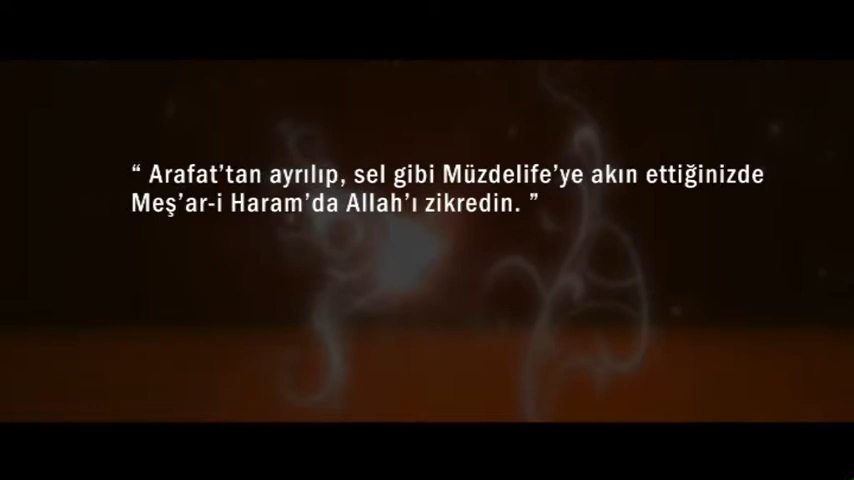 “ Arafat’tan ayrılıp, sel gibi Müzdelife’ye akın ettiğinizde
Meş’ar-i Haram’da Allah’ı zikredin. ”